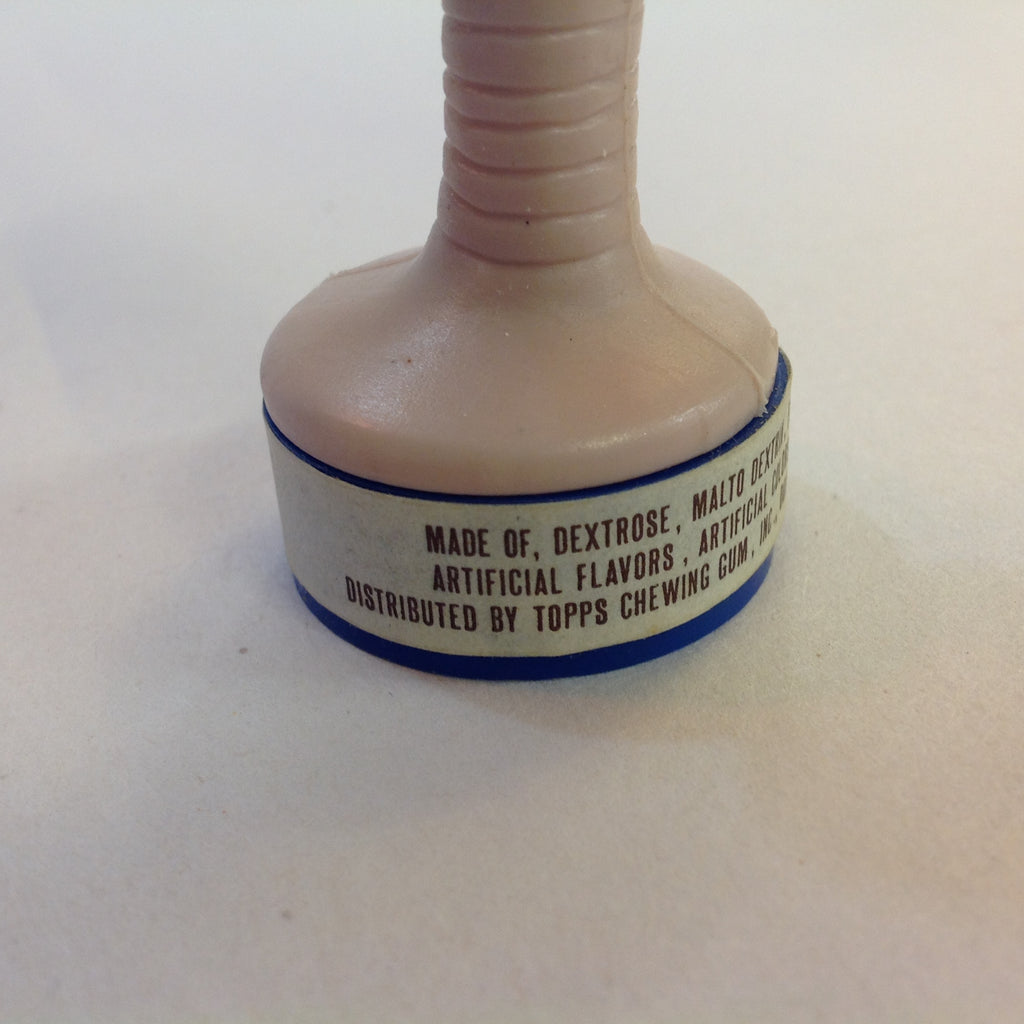 MADE OF, DEXTROSE, MALTO DEXTRIN,
ARTIFICIAL FLAVORS, ARTIFICIAL
DISTRIBUTED BY TOPPS CHEWING GUM, INC.,